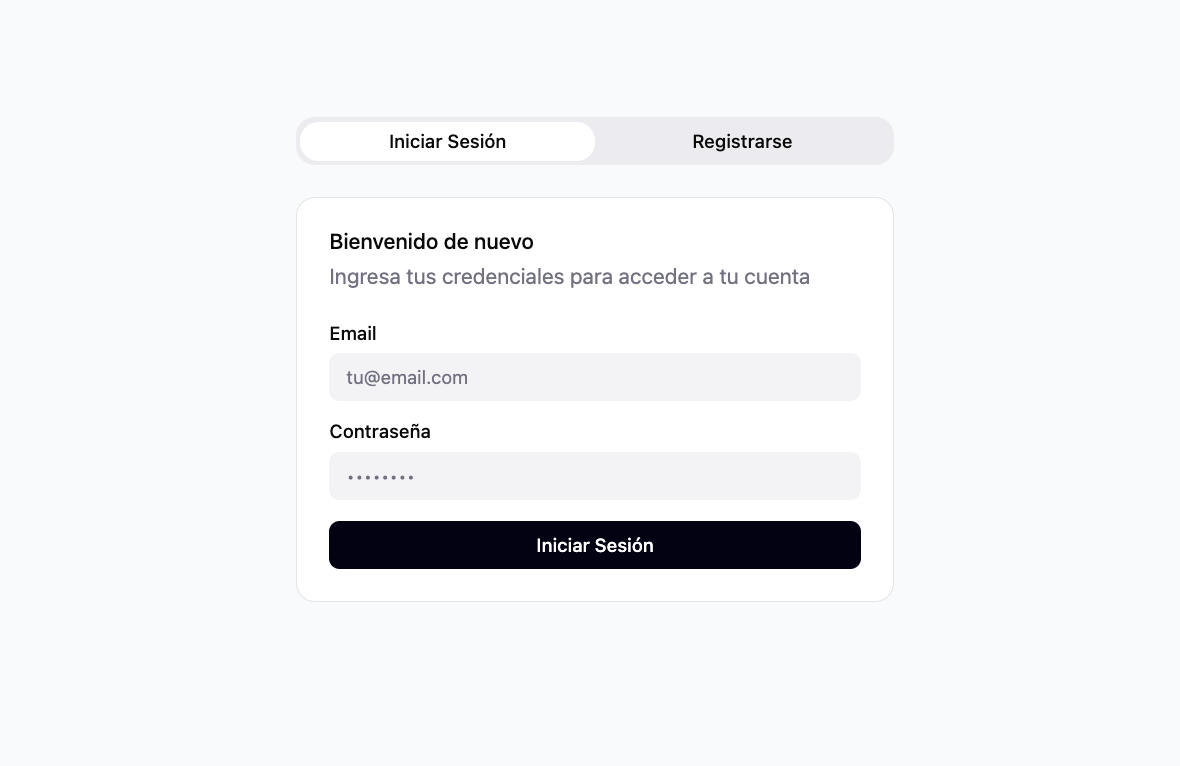 Iniciar Sesión
Registrarse
Bienvenido de nuevo
Ingresa tus credenciales para acceder a tu cuenta
Email
tu@email.com
Contraseña
••••••••
Iniciar Sesión